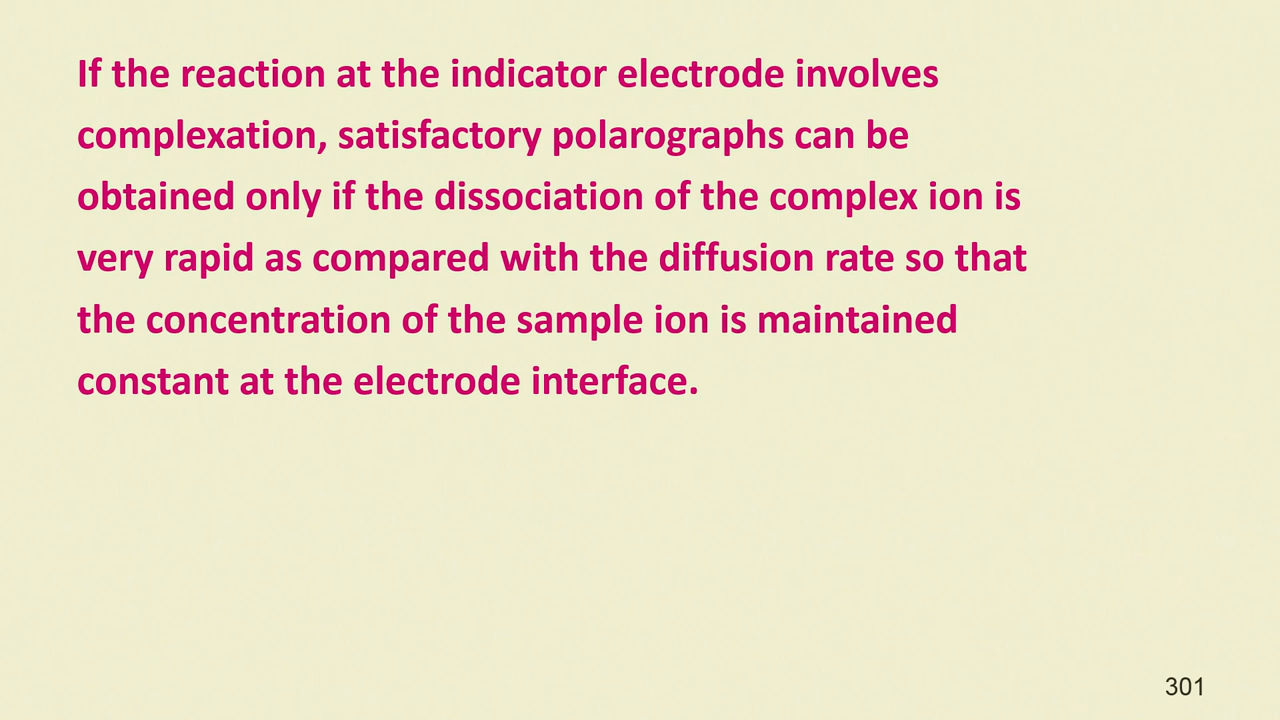 If the reaction at the indicator electrode involves
complexation, satisfactory polarographs can be
obtained only if the dissociation of the complex ion is
very rapid as compared with the diffusion rate so that
the concentration of the sample ion is maintained
constant at the electrode interface.
301